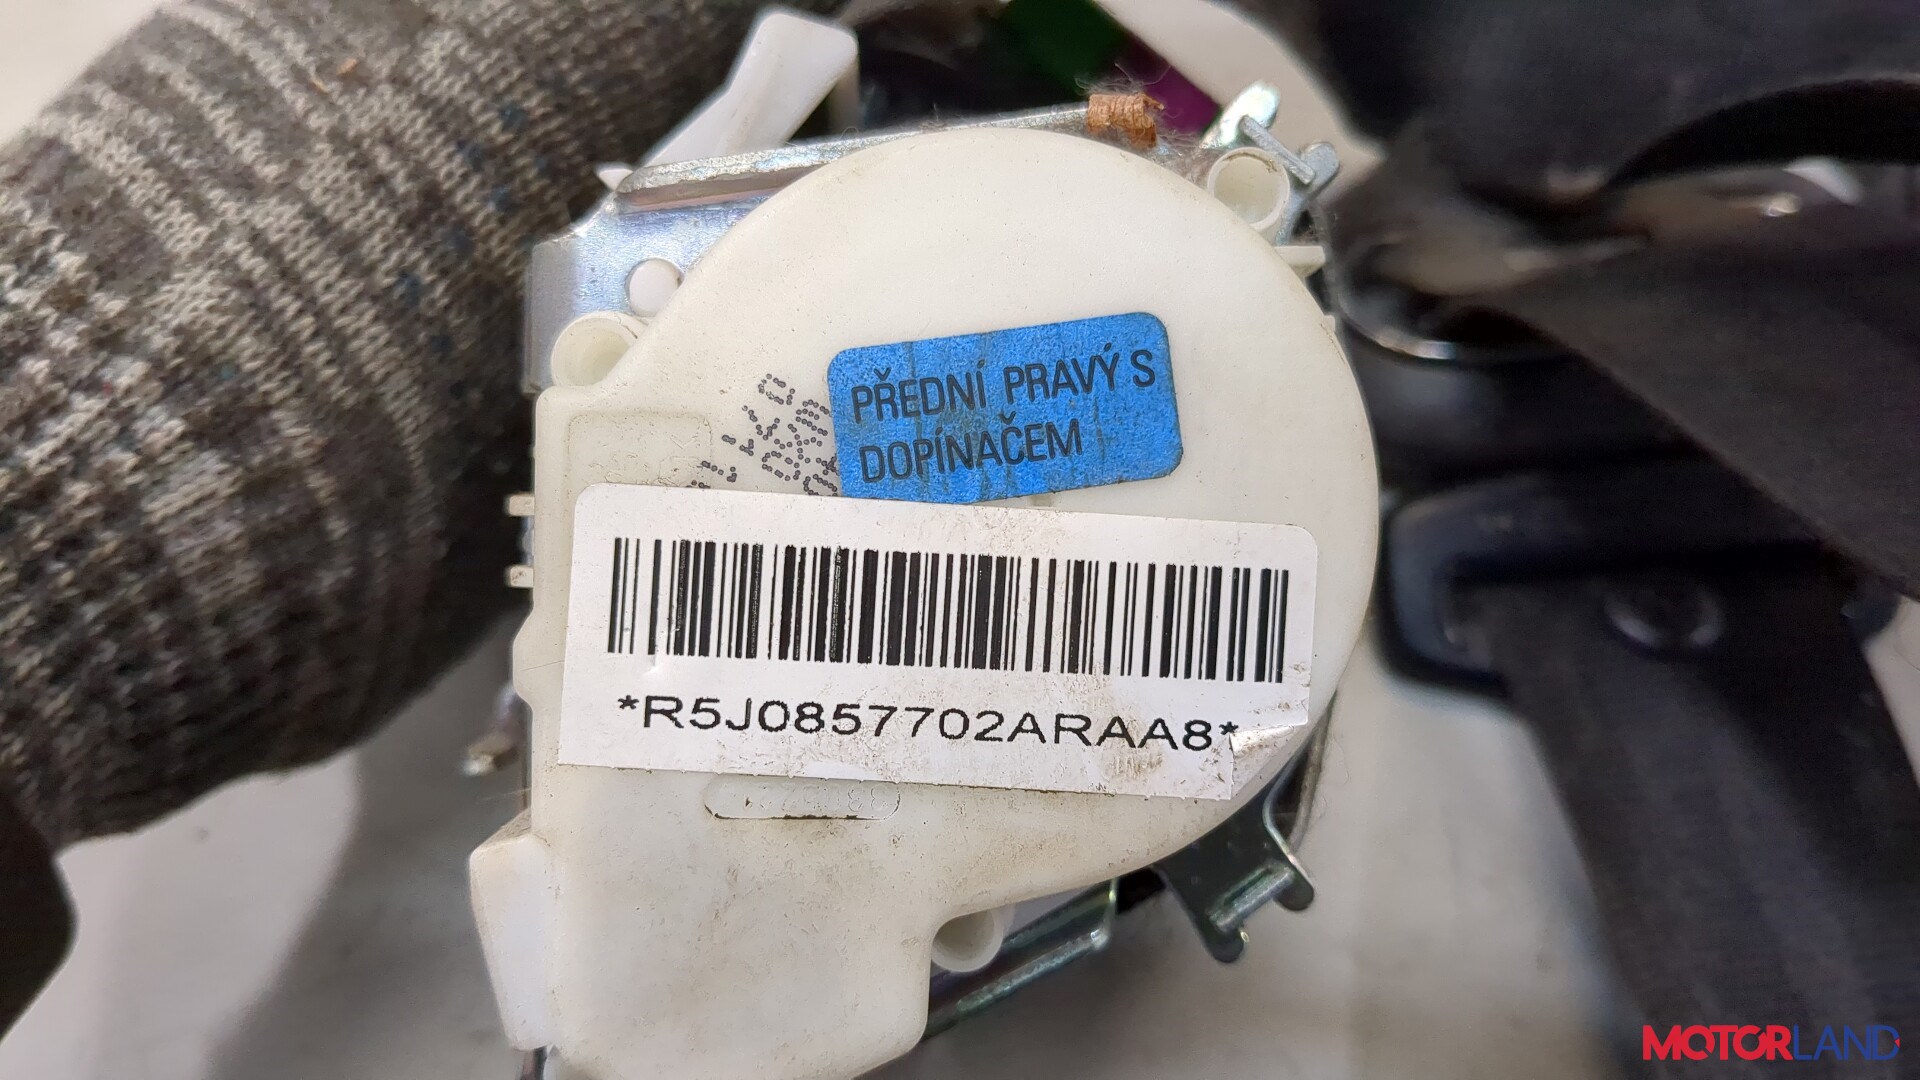 PŘEDNÍ PRAVÝ S
DOPÍNAČEM
*R5J0857702ARAA8*
MOTORLAND